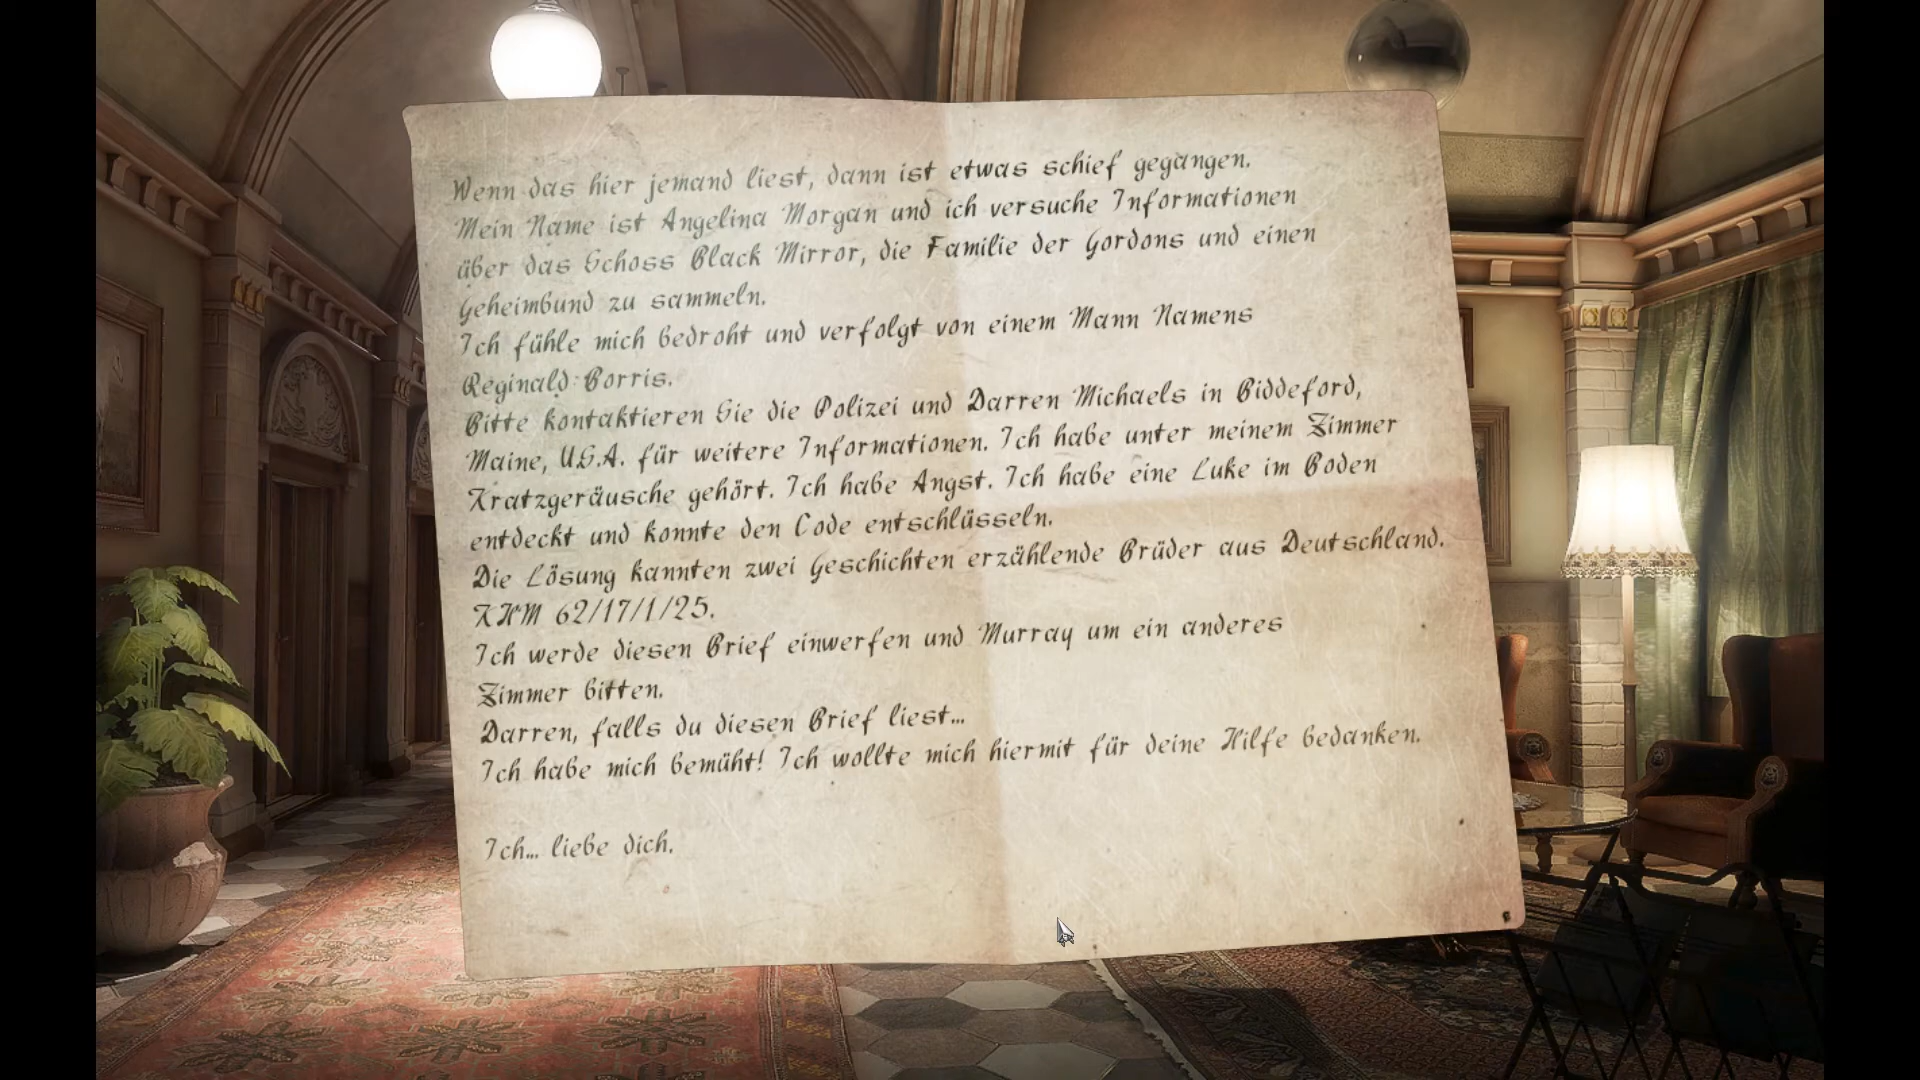 Wenn das hier jemand liest, dann ist etwas schief gegangen.
Mein Name ist Angelina Morgan und ich versuche Informationen
über das Schoss Black Mirror, die Familie der Gordons und einen
Geheimbund zu sammeln.
Ich fühle mich bedroht und verfolgt von einem Mann Namens
Reginald Borris.
Bitte kontaktieren Sie die Polizei und Darren Michaels in Biddeford,
Maine, U.S.A. für weitere Informationen. Ich habe unter meinem Zimmer
Kratzgeräusche gehört. Ich habe Angst. Ich habe eine Luke im Boden
entdeckt und konnte den Code entschlüsseln.
Die Lösung kannten zwei Geschichten erzählende Brüder aus Deutschland.
KHM 62/17/1/25.
Ich werde diesen Brief einwerfen und Murray um ein anderes
Zimmer bitten.
Darren, falls du diesen Brief liest...
Ich habe mich bemüht! Ich wollte mich hiermit für deine Hilfe bedanken.
Ich... liebe dich.